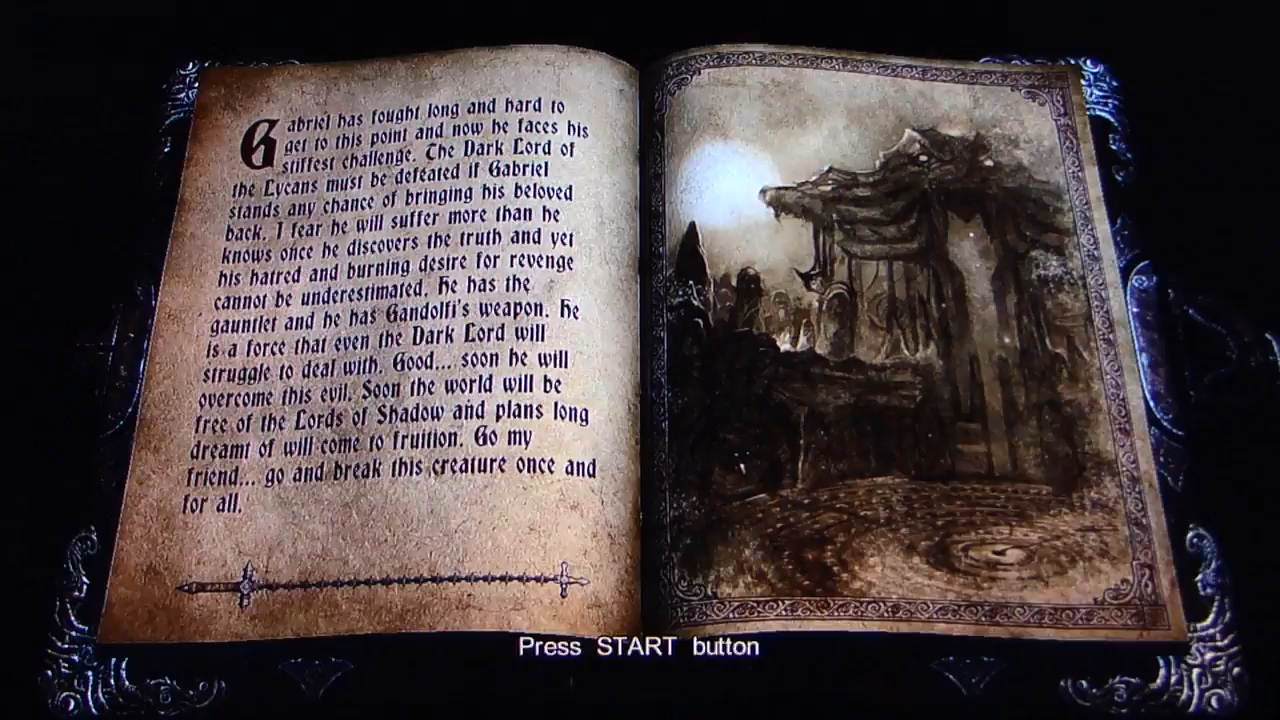 Gabriel has fought long and hard to
get to this point and now he faces his
stiffest challenge. The Dark Lord of
the Lycans must be defeated if Gabriel
stands any chance of bringing his beloved
back. I fear he will suffer more than he
knows once he discovers the truth and yet
his hatred and burning desire for revenge
cannot be underestimated. He has the
gauntlet and he has Gandolfi's weapon. He
is a force that even the Dark Lord will
struggle to deal with. Good... soon he will
overcome this evil. Soon the world will be
free of the Lords of Shadow and plans long
dreamt of will come to fruition. Go my
friend... go and break this creature once and
for all.
Press START button